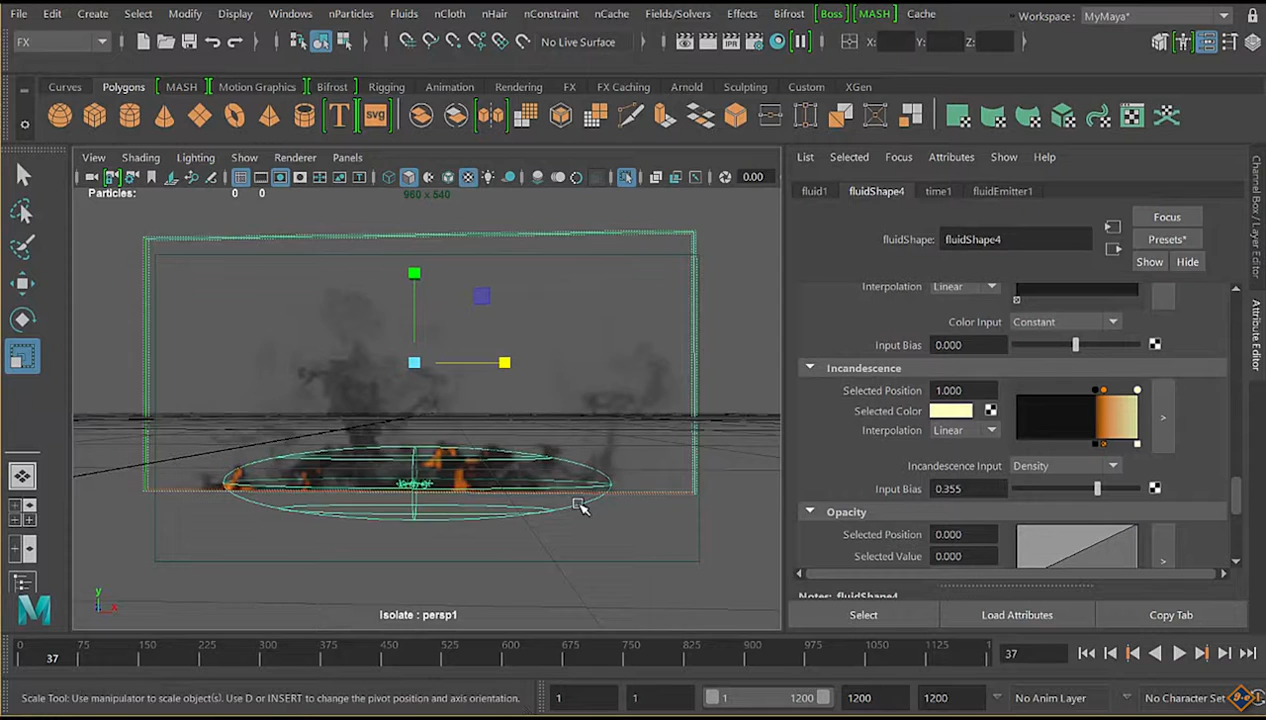 File Edit Create Select Modify Display Windows nParticles Fluids nCloth nHair nConstraint nCache Fields/Solvers Effects Bifrost Boss MASH Cache Workspace : MyMaya*
FX No Live Surface X: Y: Z:
Curves Polygons MASH Motion Graphics Bifrost Rigging Animation Rendering FX FX Caching Arnold Sculpting Custom XGen
T SVG
View Shading Lighting Show Renderer Panels
List Selected Focus Attributes Show Help
0.00
Particles: 0 0
960 x 540
fluid1 fluidShape4 time1 fluidEmitter1
Focus
fluidShape: fluidShape4 Presets*
Show Hide
Interpolation Linear
Color Input Constant
Input Bias 0.000
Incandescence
Selected Position 1.000
Selected Color
Interpolation Linear
Incandescence Input Density
Input Bias 0.355
Opacity
Selected Position 0.000
Selected Value 0.000
Notes: fluidShape4
Select Load Attributes Copy Tab
Channel Box / Layer Editor
Attribute Editor
y
x
Isolate : persp1
0 75 150 225 300 375 450 525 600 675 750 825 900 975 1050 1125
37 37
Scale Tool: Use manipulator to scale object(s). Use D or INSERT to change the pivot position and axis orientation. 1 1 1 1200 1200 1200 No Anim Layer No Character Set